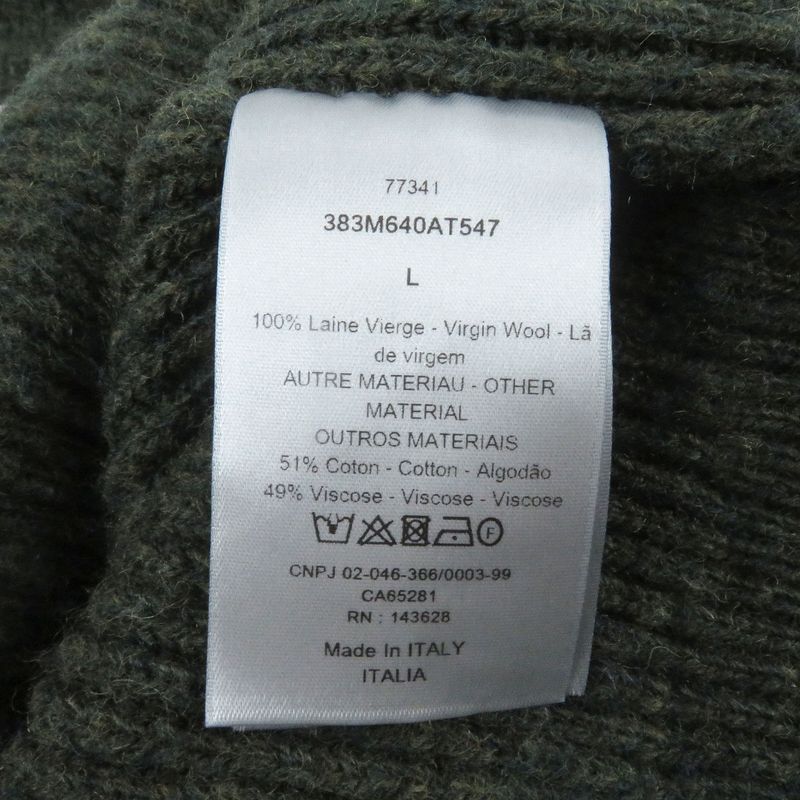 77341
383M640AT547
L
100% Laine Vierge - Virgin Wool - Lã
de virgem
AUTRE MATERIAU - OTHER
MATERIAL
OUTROS MATERIAIS
51% Coton - Cotton - Algodão
49% Viscose - Viscose - Viscose
F
CNPJ 02-046-366/0003-99
CA65281
RN : 143628
Made In ITALY
ITALIA